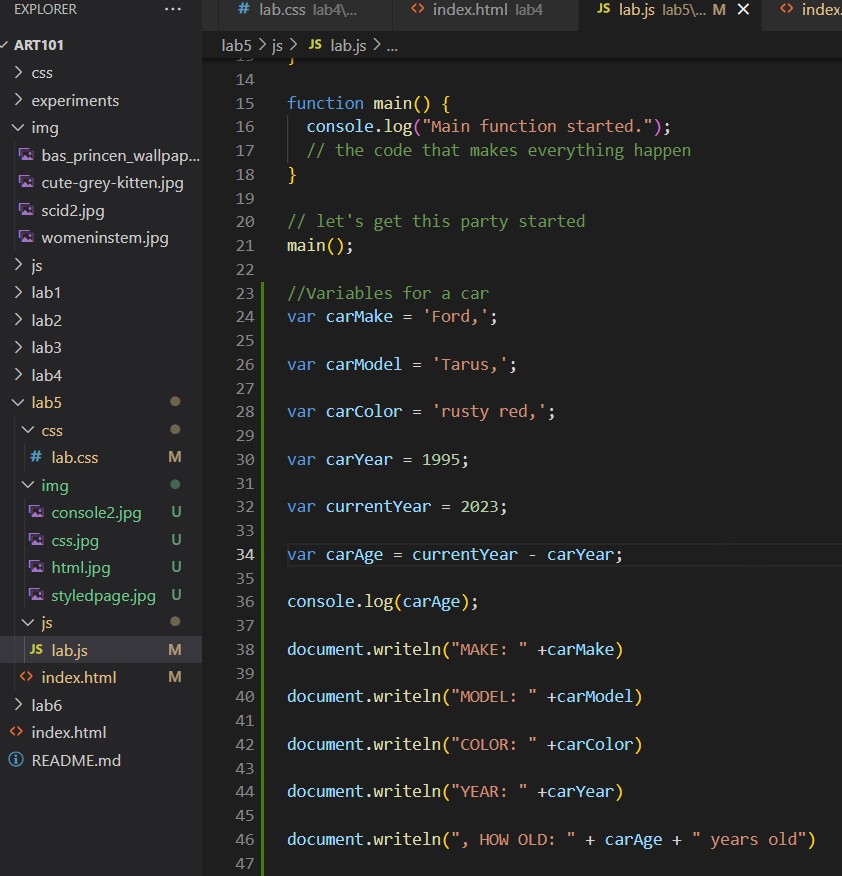 EXPLORER ...
ART101
css
experiments
img
bas_princen_wallpap...
cute-grey-kitten.jpg
scid2.jpg
womeninstem.jpg
js
lab1
lab2
lab3
lab4
lab5
css
# lab.css M
img
console2.jpg U
css.jpg U
html.jpg U
styledpage.jpg U
js
JS lab.js M
<> index.html M
lab6
<> index.html
README.md
# lab.css lab4\... <> index.html lab4 JS lab.js lab5\... M × <> index.
lab5 > js > JS lab.js > ...
13 }
14
15 function main() {
16 console.log("Main function started.");
17 // the code that makes everything happen
18 }
19
20 // let's get this party started
21 main();
22
23 //Variables for a car
24 var carMake = 'Ford,';
25
26 var carModel = 'Tarus,';
27
28 var carColor = 'rusty red,';
29
30 var carYear = 1995;
31
32 var currentYear = 2023;
33
34 var carAge = currentYear - carYear;
35
36 console.log(carAge);
37
38 document.writeln("MAKE: " +carMake)
39
40 document.writeln("MODEL: " +carModel)
41
42 document.writeln("COLOR: " +carColor)
43
44 document.writeln("YEAR: " +carYear)
45
46 document.writeln(", HOW OLD: " + carAge + " years old")
47